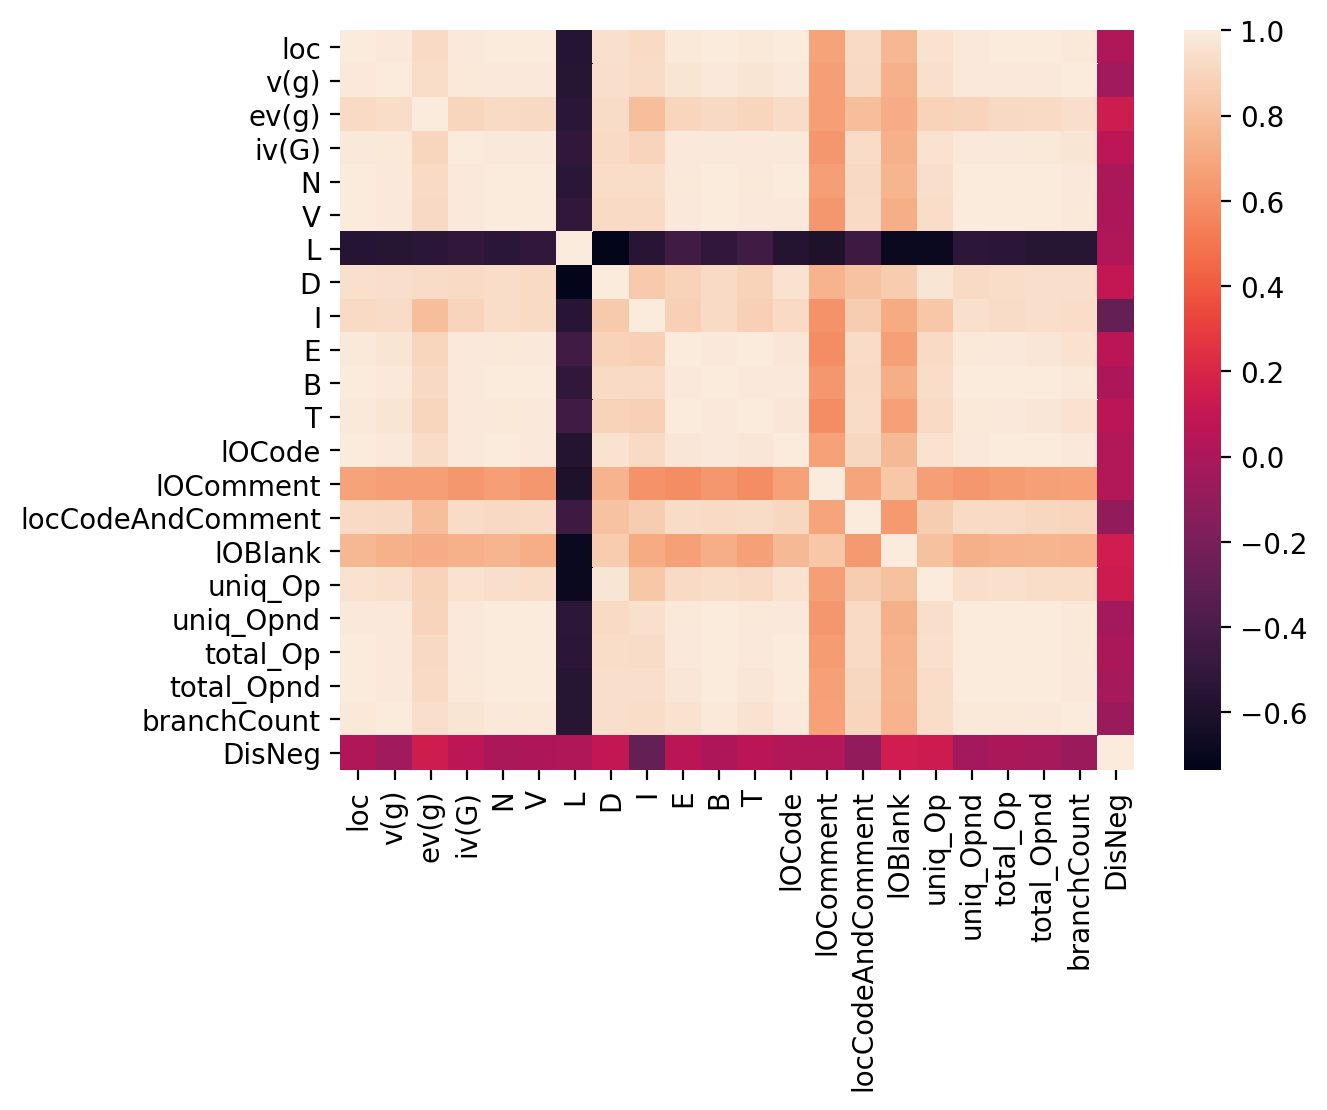 loc
v(g)
ev(g)
iv(G)
N
V
L
D
I
E
B
T
lOCode
lOComment
locCodeAndComment
lOBlank
uniq_Op
uniq_Opnd
total_Op
total_Opnd
branchCount
DisNeg
loc
v(g)
ev(g)
iv(G)
N
V
L
D
I
E
B
T
lOCode
lOComment
locCodeAndComment
lOBlank
uniq_Op
uniq_Opnd
total_Op
total_Opnd
branchCount
DisNeg
1.0
0.8
0.6
0.4
0.2
0.0
−0.2
−0.4
−0.6